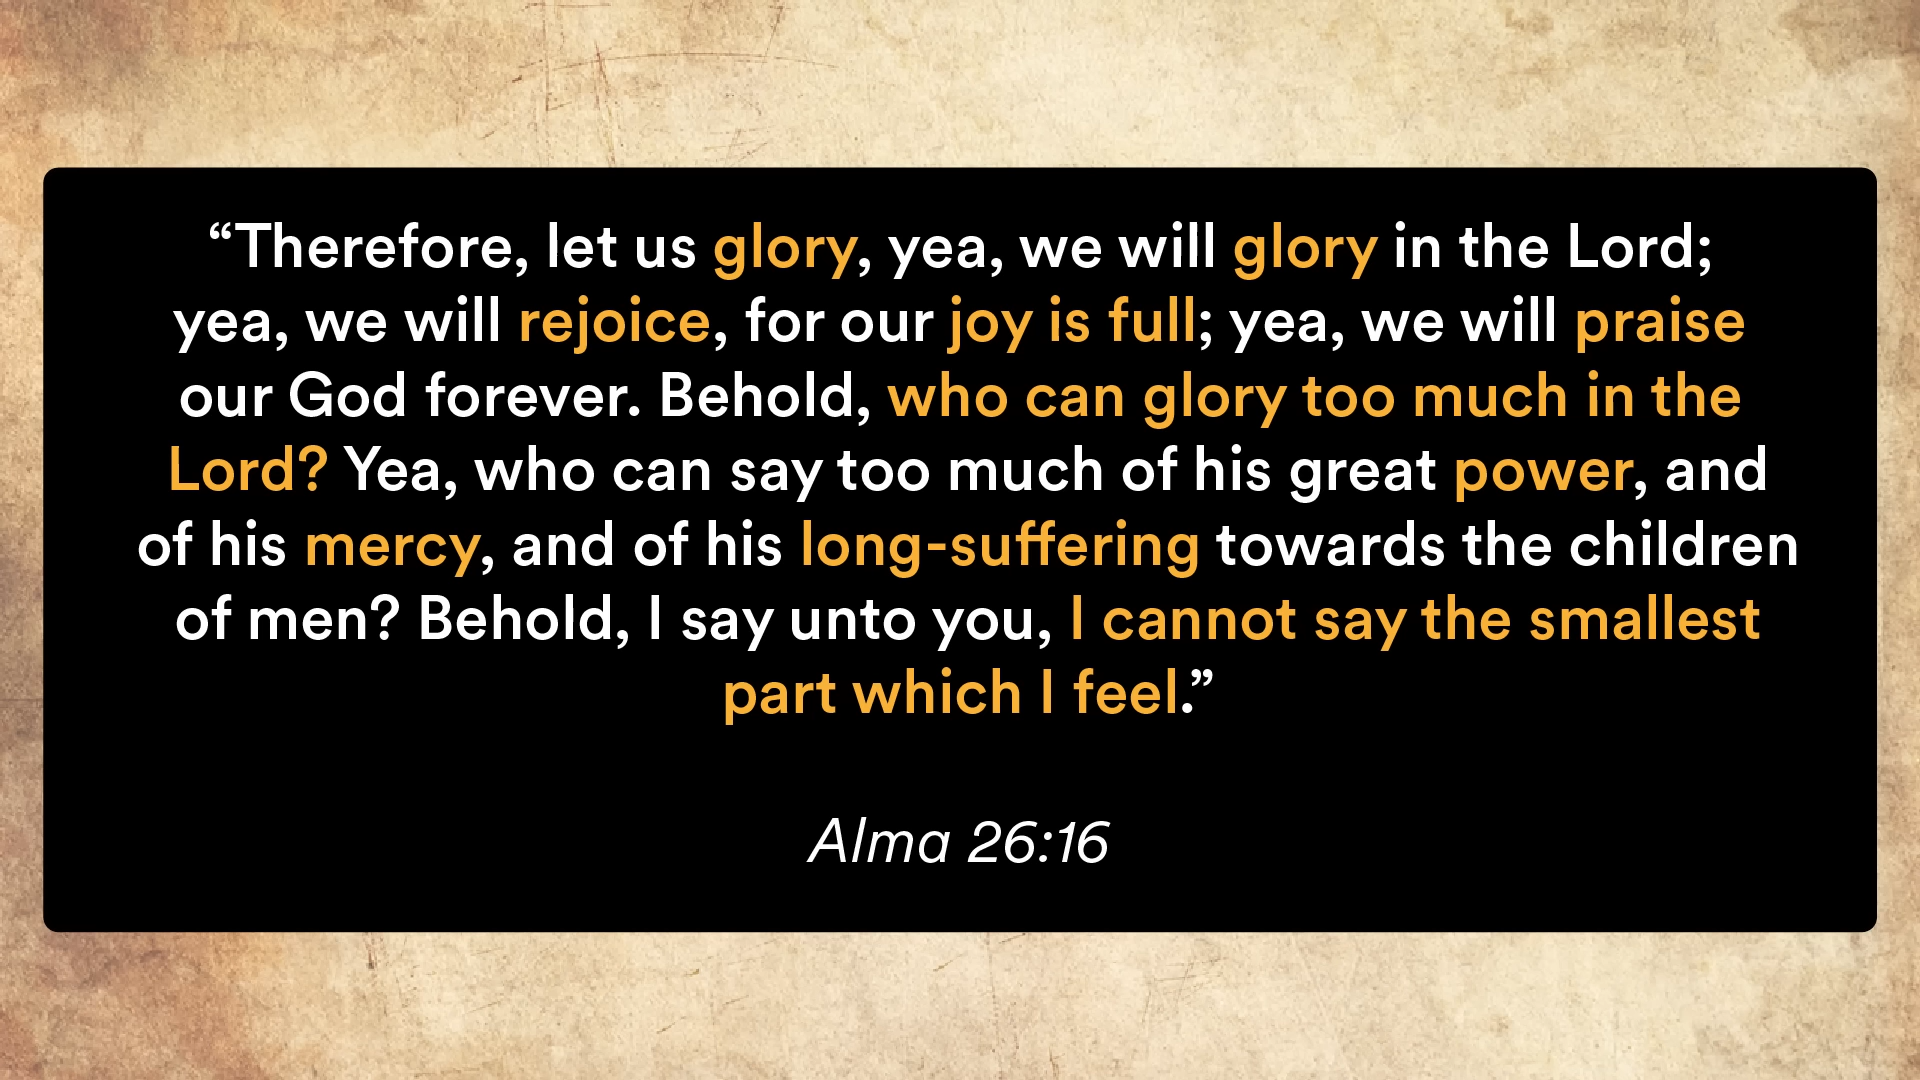 “Therefore, let us glory, yea, we will glory in the Lord;
yea, we will rejoice, for our joy is full; yea, we will praise
our God forever. Behold, who can glory too much in the
Lord? Yea, who can say too much of his great power, and
of his mercy, and of his long-suffering towards the children
of men? Behold, I say unto you, I cannot say the smallest
part which I feel.”
Alma 26:16